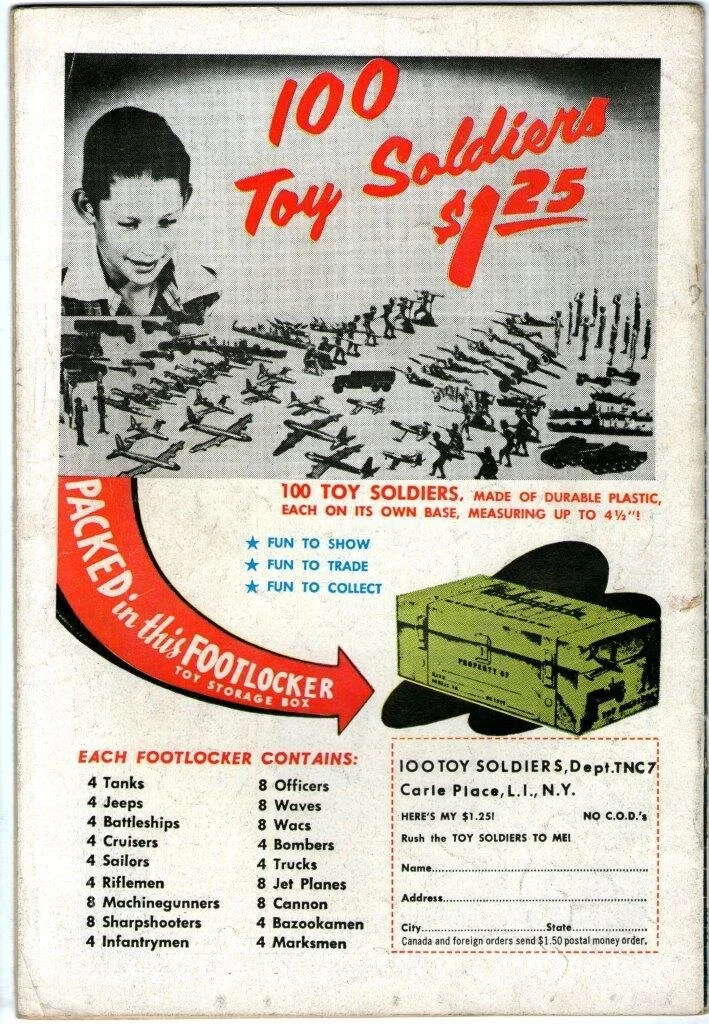 100
Toy Soldiers
$1.25
100 TOY SOLDIERS, MADE OF DURABLE PLASTIC,
EACH ON ITS OWN BASE, MEASURING UP TO 4½"!
★ FUN TO SHOW
★ FUN TO TRADE
★ FUN TO COLLECT
PACKED in this FOOTLOCKER
TOY STORAGE BOX
Footlocker
PROPERTY OF
EACH FOOTLOCKER CONTAINS:
4 Tanks
4 Jeeps
4 Battleships
4 Cruisers
4 Sailors
4 Riflemen
8 Machinegunners
8 Sharpshooters
4 Infantrymen
8 Officers
8 Waves
8 Wacs
4 Bombers
4 Trucks
8 Jet Planes
8 Cannon
4 Bazookamen
4 Marksmen
100 TOY SOLDIERS, Dept. TNC7
Carle Place, L.I., N.Y.
HERE'S MY $1.25! NO C.O.D.'s
Rush the TOY SOLDIERS TO ME!
Name
Address
City State
Canada and foreign orders send $1.50 postal money order.